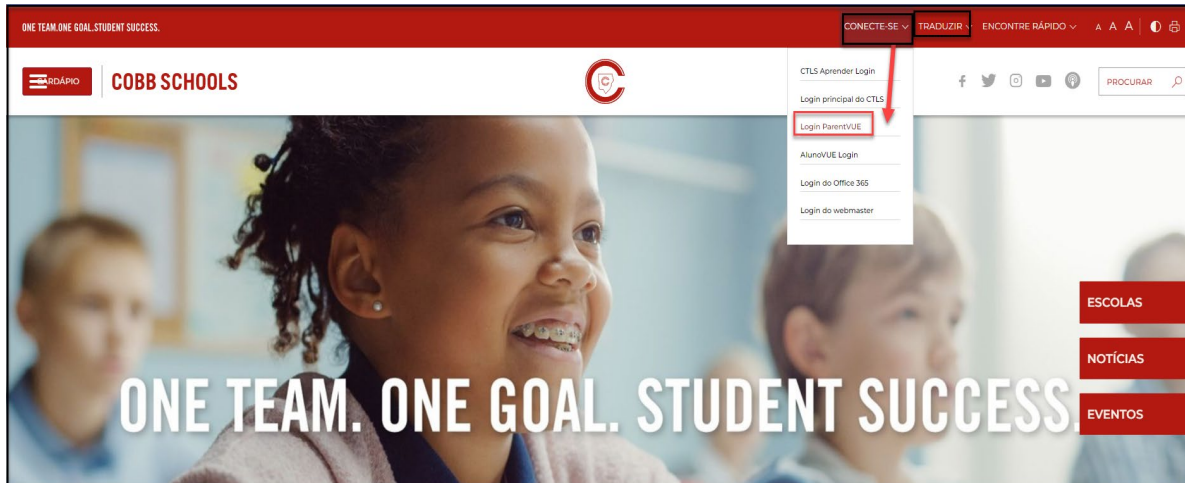 ONE TEAM.ONE GOAL.STUDENT SUCCESS.
CONECTE-SE TRADUZIR ENCONTRE RÁPIDO A A A
COBB SCHOOLS
C
PROCURAR
CTLS Aprender Login
Login principal do CTLS
Login ParentVUE
AlunoVUE Login
Login do Office 365
Login do webmaster
ESCOLAS
NOTÍCIAS
EVENTOS
ONE TEAM. ONE GOAL. STUDENT SUCCESS.